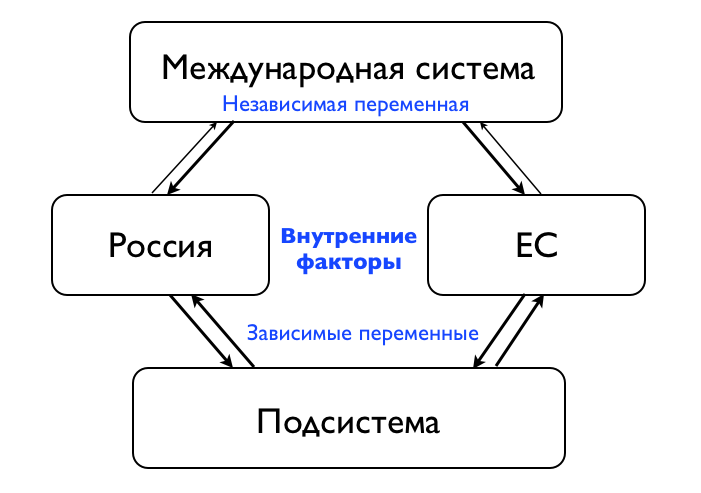 Международная система
Независимая переменная
Россия
Внутренние
факторы
ЕС
Зависимые переменные
Подсистема